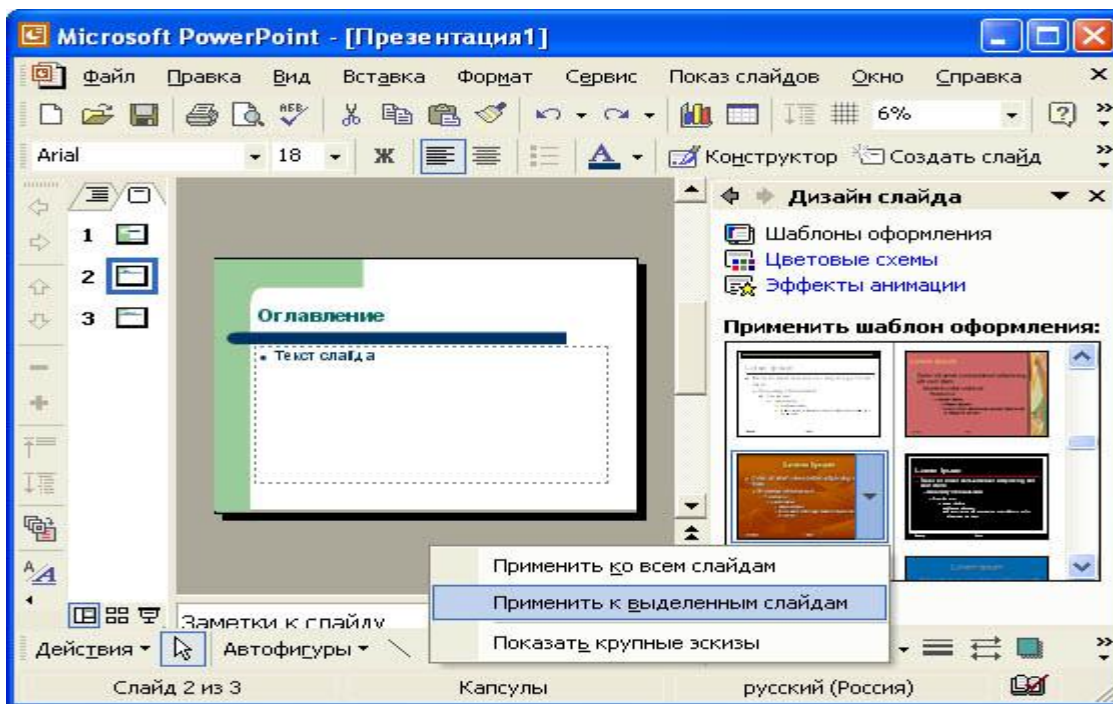 Microsoft PowerPoint - [Презентация1]
Файл Правка Вид Вставка Формат Сервис Показ слайдов Окно Справка
6%
Arial 18 Ж А Конструктор Создать слайд
Дизайн слайда
1
2
3
Шаблоны оформления
Цветовые схемы
Эффекты анимации
Применить шаблон оформления:
Оглавление
Текст слайда
Применить ко всем слайдам
Применить к выделенным слайдам
Показать крупные эскизы
Заметки к слайду
Действия Автофигуры
Слайд 2 из 3 Капсулы русский (Россия)